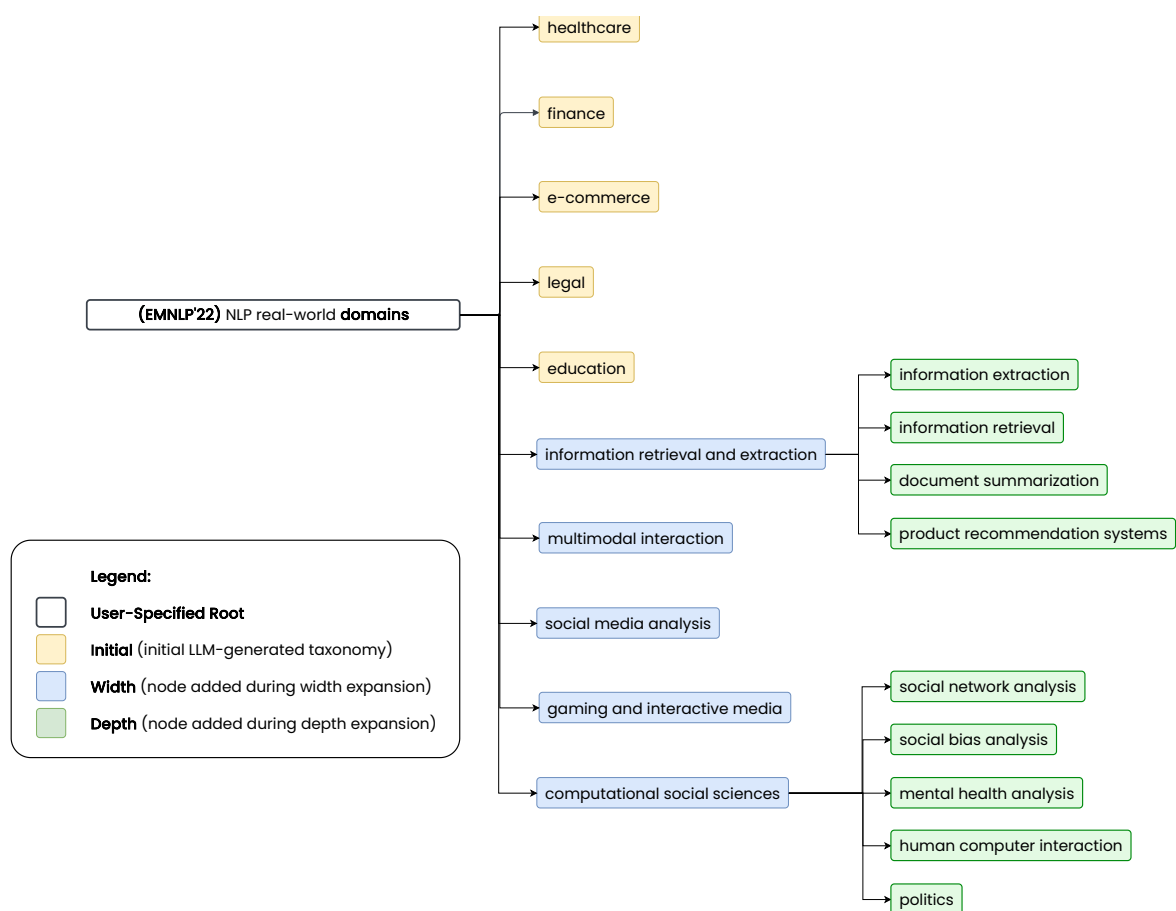 healthcare
finance
e-commerce
legal
(EMNLP'22) NLP real-world domains
education
information extraction
information retrieval
information retrieval and extraction
document summarization
product recommendation systems
multimodal interaction
social media analysis
gaming and interactive media
computational social sciences
social network analysis
social bias analysis
mental health analysis
human computer interaction
politics
Legend:
User-Specified Root
Initial (initial LLM-generated taxonomy)
Width (node added during width expansion)
Depth (node added during depth expansion)